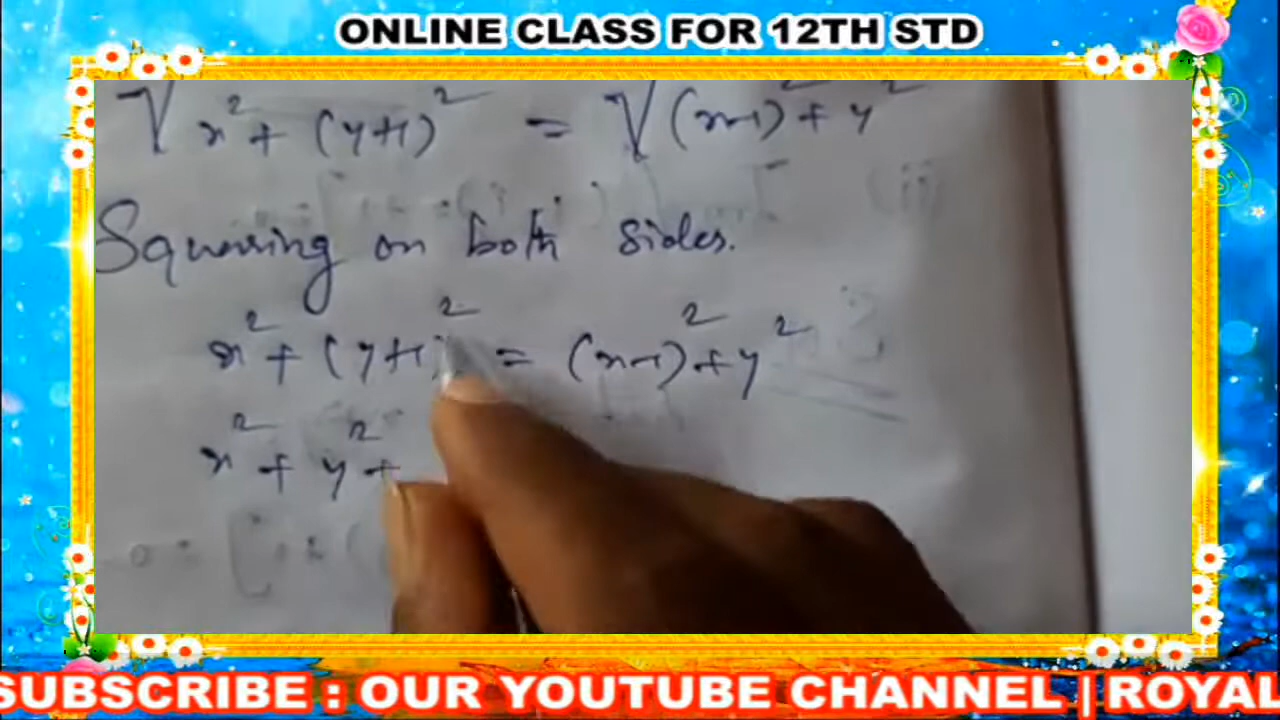 ONLINE CLASS FOR 12TH STD
√x² + (y+1)² = √(x-1)² + y²
Squaring on both sides.
x² + (y+1)² = (x-1)² + y²
x² + y² +
SUBSCRIBE : OUR YOUTUBE CHANNEL | ROYAL